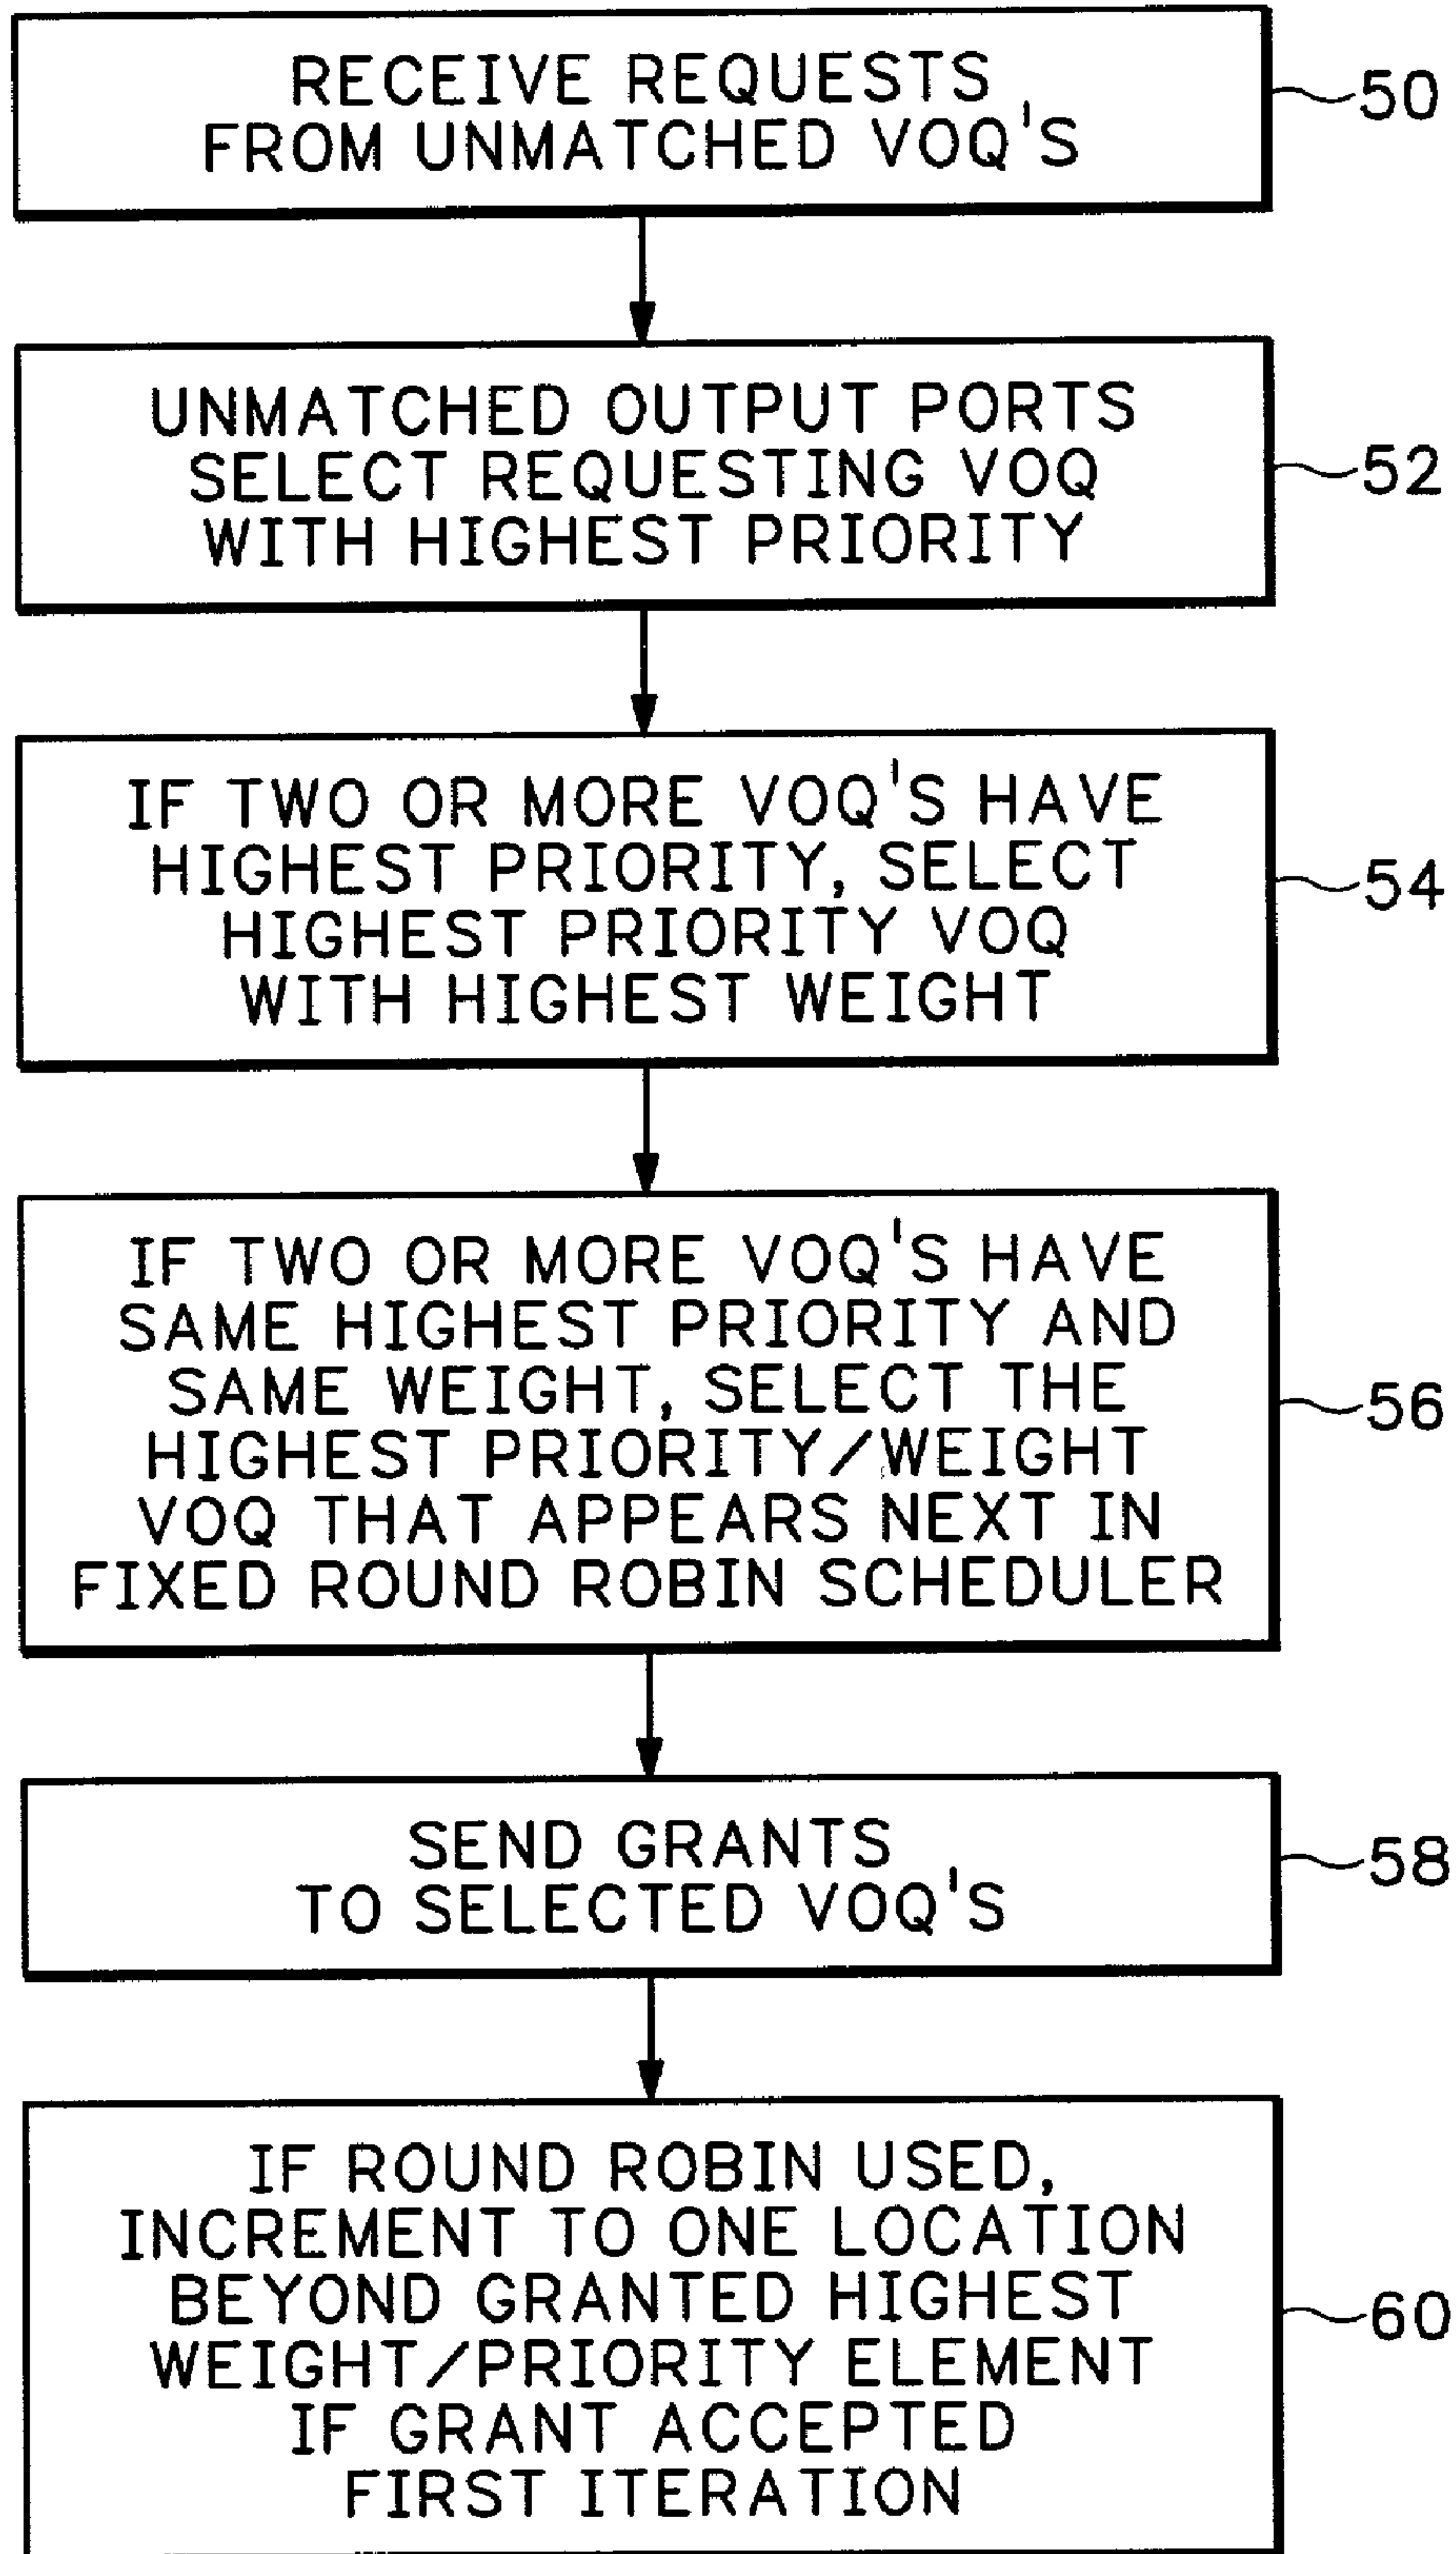 RECEIVE REQUESTS
FROM UNMATCHED VOQ'S
50
UNMATCHED OUTPUT PORTS
SELECT REQUESTING VOQ
WITH HIGHEST PRIORITY
52
IF TWO OR MORE VOQ'S HAVE
HIGHEST PRIORITY, SELECT
HIGHEST PRIORITY VOQ
WITH HIGHEST WEIGHT
54
IF TWO OR MORE VOQ'S HAVE
SAME HIGHEST PRIORITY AND
SAME WEIGHT, SELECT THE
HIGHEST PRIORITY/WEIGHT
VOQ THAT APPEARS NEXT IN
FIXED ROUND ROBIN SCHEDULER
56
SEND GRANTS
TO SELECTED VOQ'S
58
IF ROUND ROBIN USED,
INCREMENT TO ONE LOCATION
BEYOND GRANTED HIGHEST
WEIGHT/PRIORITY ELEMENT
IF GRANT ACCEPTED
FIRST ITERATION
60